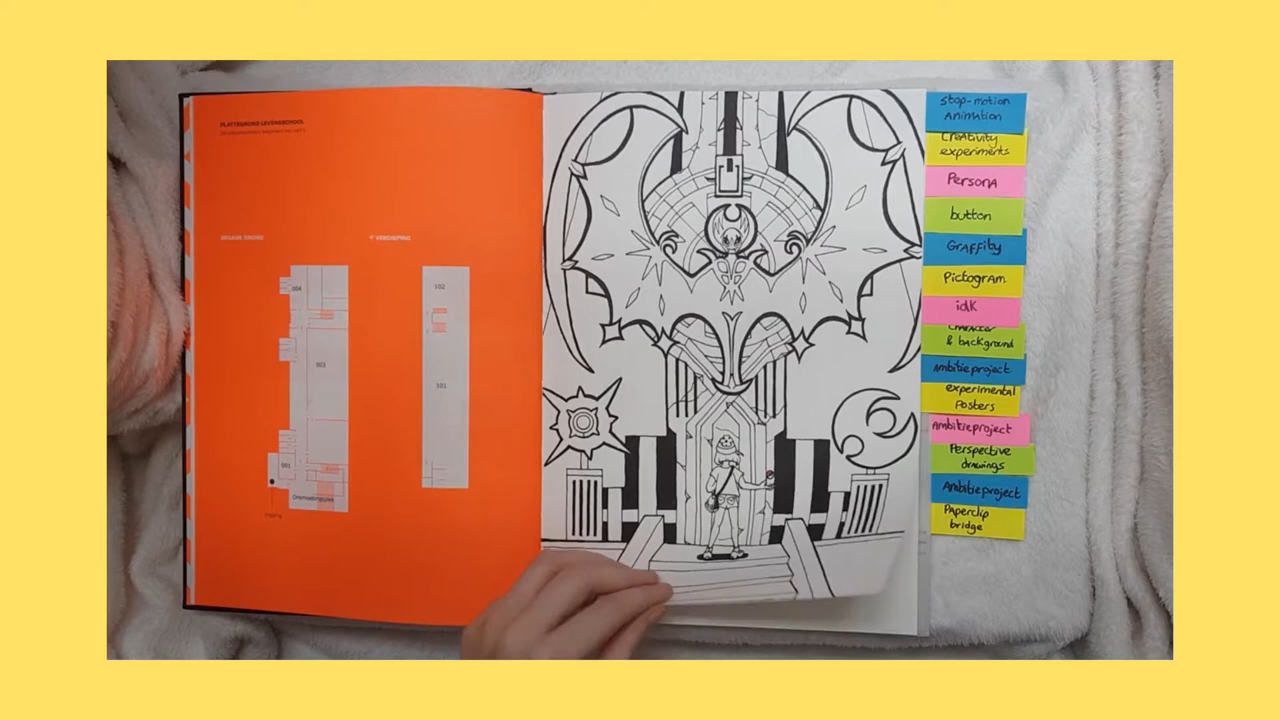 PLATTEGROND LEVENSSCHOOL
BEGANE GROND
1e VERDIEPING
004
003
001
Ontmoetingsplek
ingang
102
101
Stop-motion
Animation
Creativity
experiments
Persona
button
Graffity
Pictogram
idk
character
& background
Ambitieproject
experimental
Posters
Ambitieproject
Perspective
drawings
Ambitieproject
Paperclip
bridge